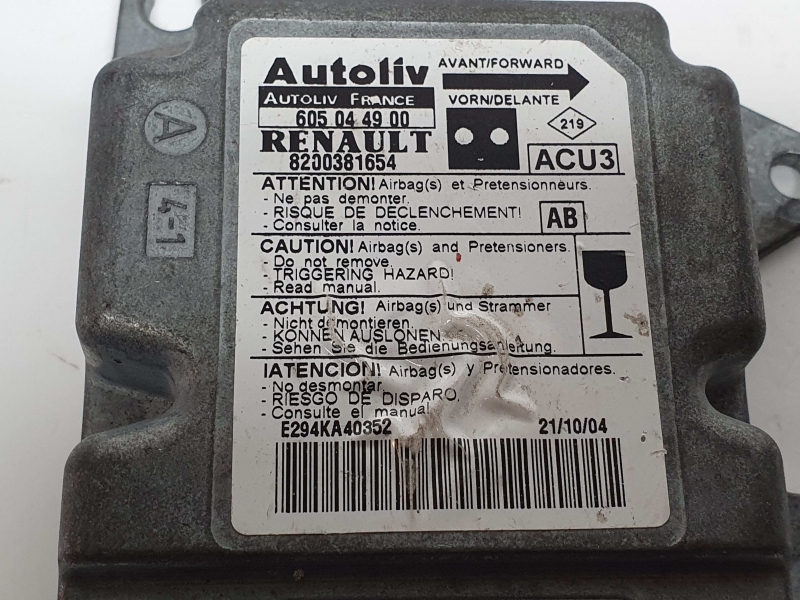 Autoliv
AVANT/FORWARD
AUTOLIV FRANCE
VORN/DELANTE
605 04 49 00
219
RENAULT
8200381654
ACU3
ATTENTION! Airbag(s) et Pretensionneurs.
- Ne pas demonter.
- RISQUE DE DECLENCHEMENT!
- Consulter la notice.
AB
CAUTION! Airbag(s) and Pretensioners.
- Do not remove.
- TRIGGERING HAZARD!
- Read manual.
ACHTUNG! Airbag(s) und Strammer
- Nicht demontieren.
- KONNEN AUSLONEN.
- Sehen Sie die Bedienungsanleitung.
¡ATENCION! Airbag(s) y Pretensionadores.
- No desmontar
- RIESGO DE DISPARO,
- Consulte el manual
E294KA40352
21/10/04
A
4-1